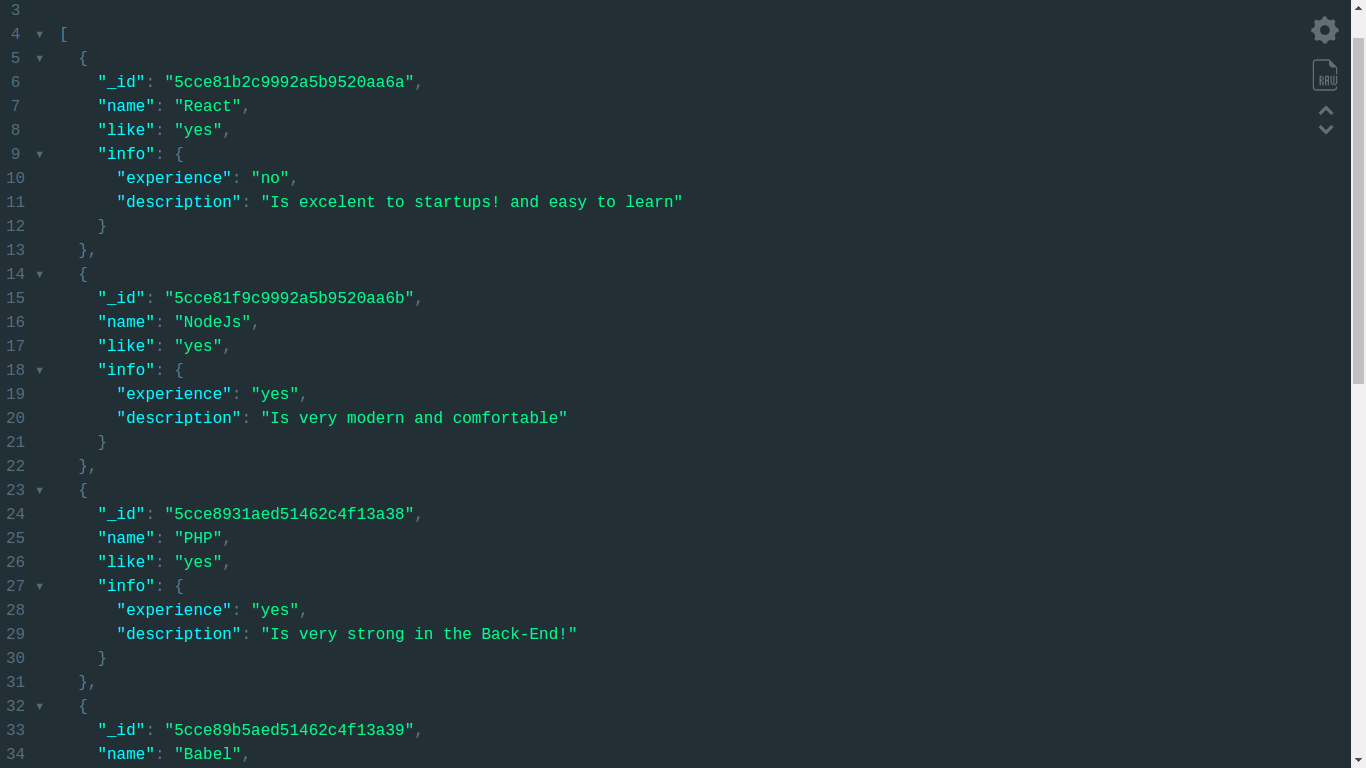 3
4 ▾ [
5 ▾ {
6 "_id": "5cce81b2c9992a5b9520aa6a",
7 "name": "React",
8 "like": "yes",
9 ▾ "info": {
10 "experience": "no",
11 "description": "Is excelent to startups! and easy to learn"
12 }
13 },
14 ▾ {
15 "_id": "5cce81f9c9992a5b9520aa6b",
16 "name": "NodeJs",
17 "like": "yes",
18 ▾ "info": {
19 "experience": "yes",
20 "description": "Is very modern and comfortable"
21 }
22 },
23 ▾ {
24 "_id": "5cce8931aed51462c4f13a38",
25 "name": "PHP",
26 "like": "yes",
27 ▾ "info": {
28 "experience": "yes",
29 "description": "Is very strong in the Back-End!"
30 }
31 },
32 ▾ {
33 "_id": "5cce89b5aed51462c4f13a39",
34 "name": "Babel",
RAW